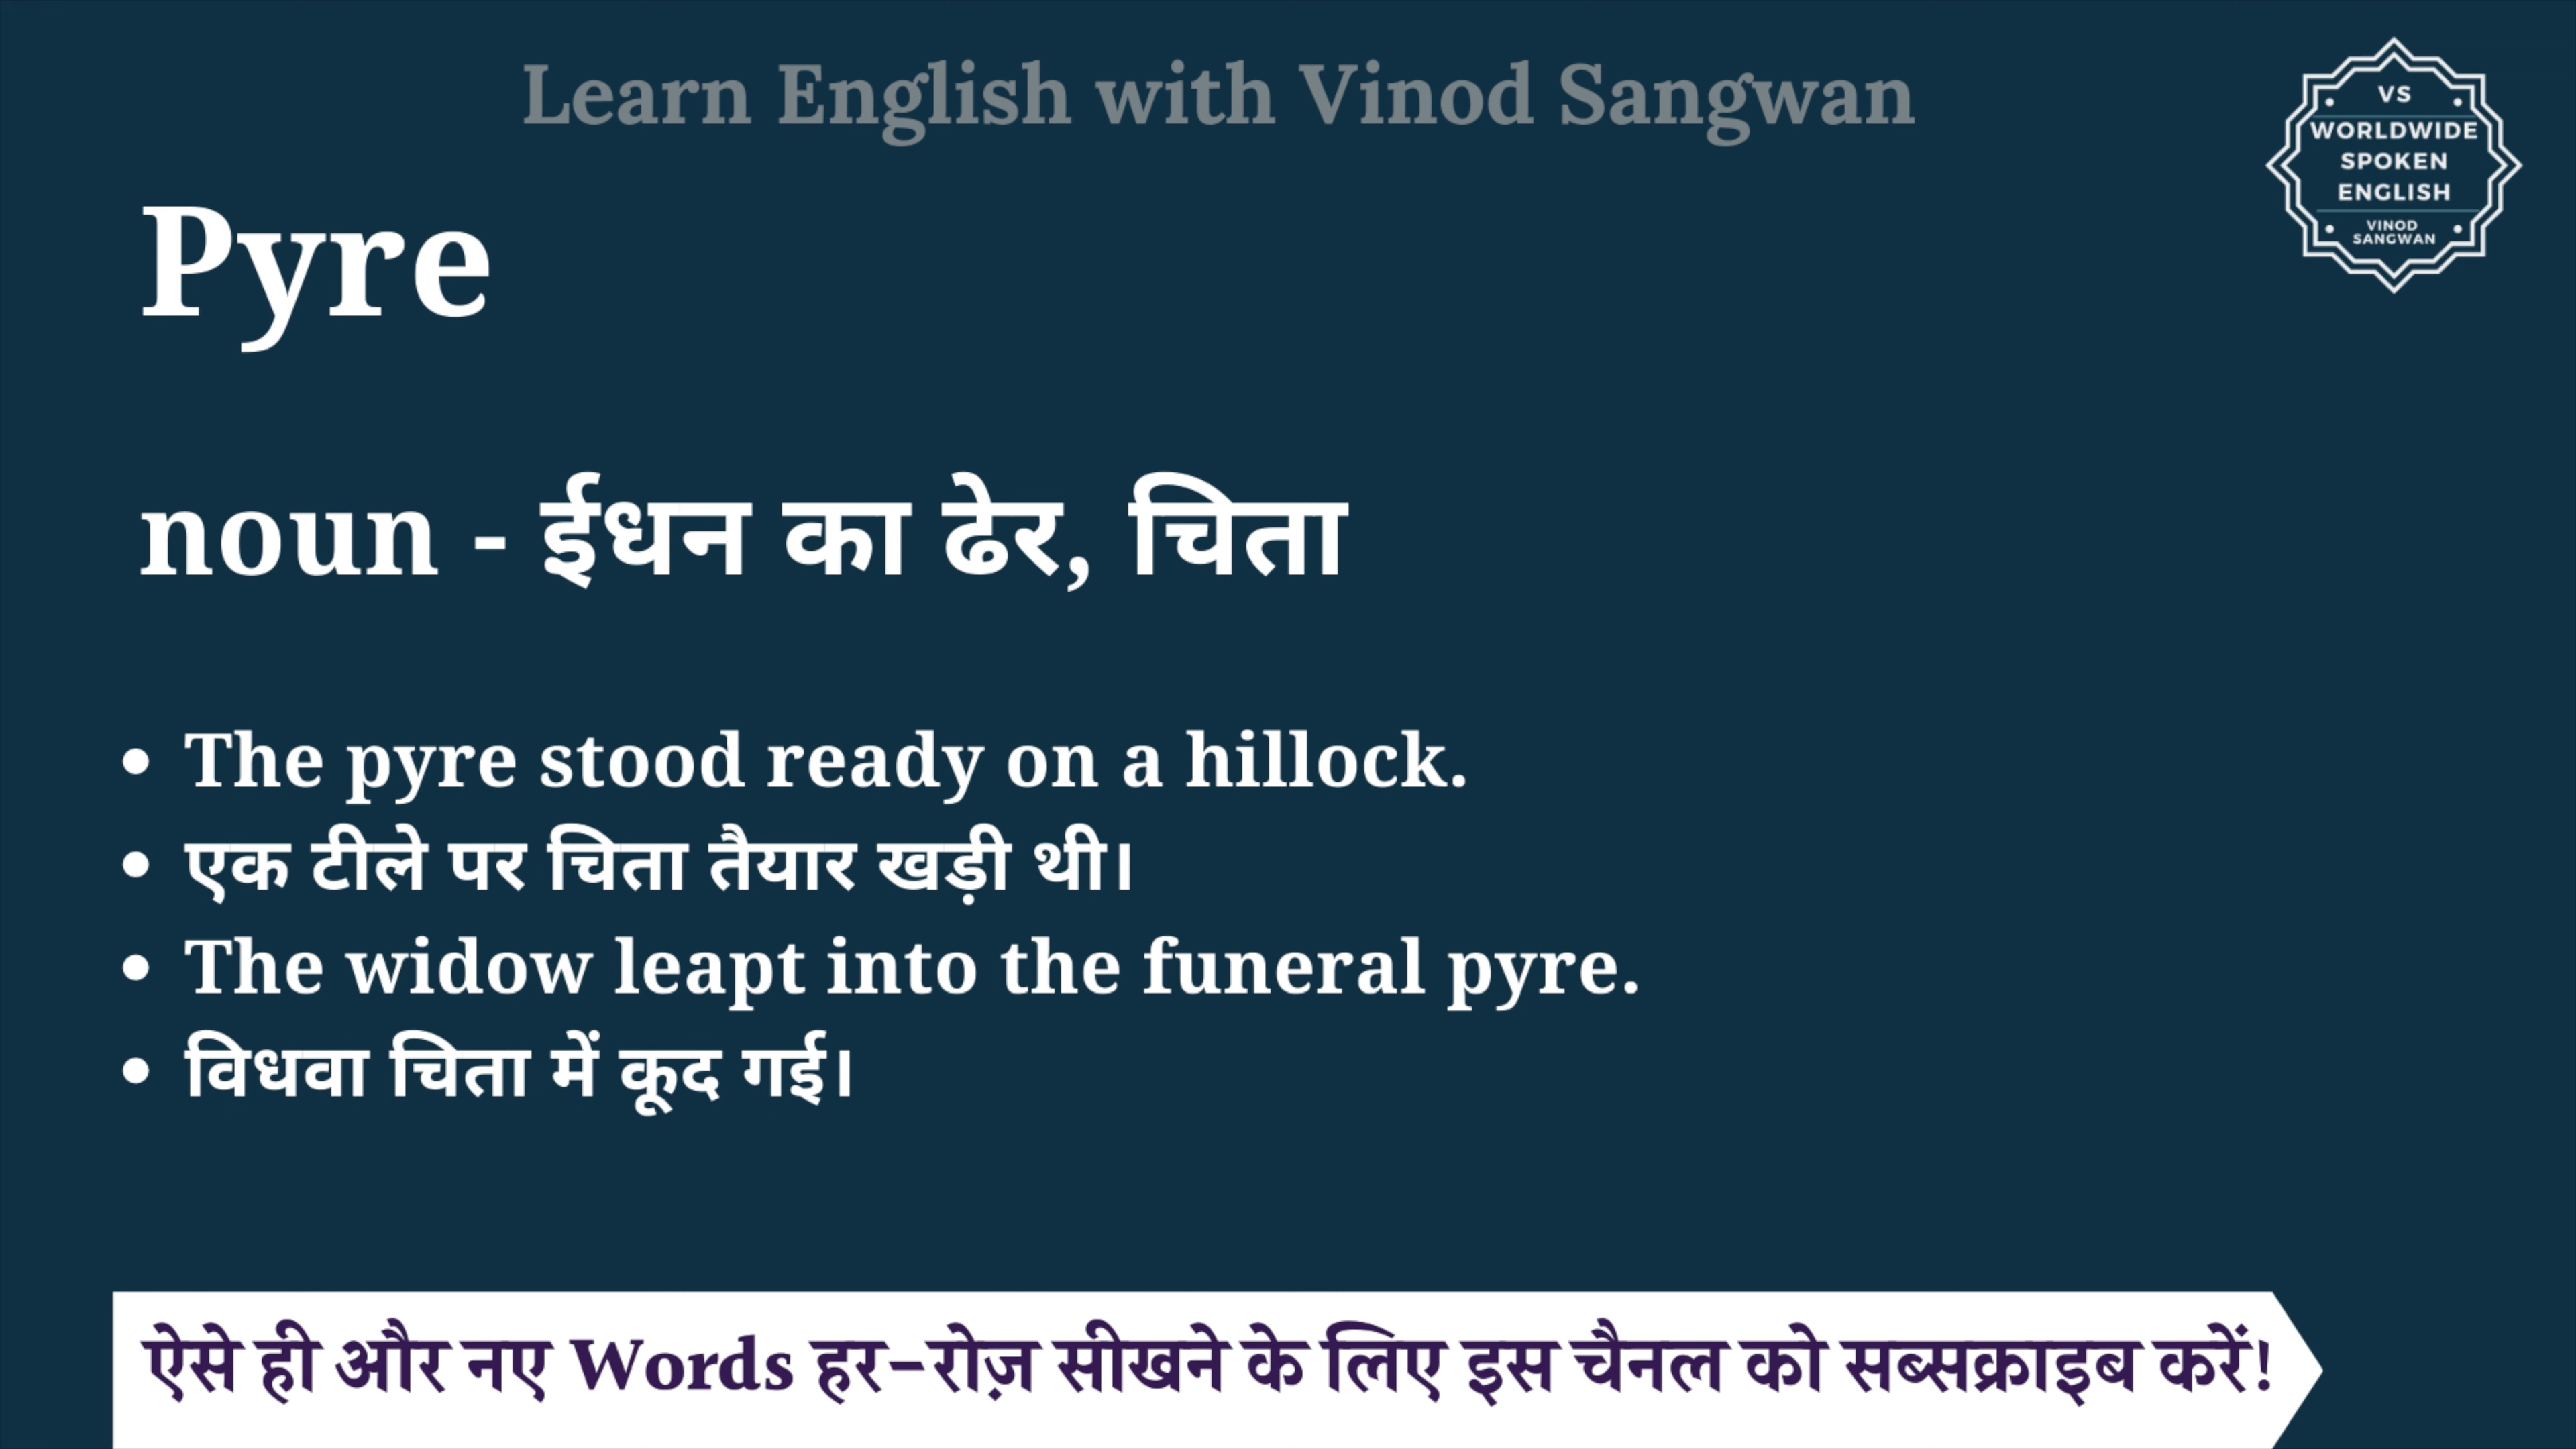 Learn English with Vinod Sangwan
VS
WORLDWIDE
SPOKEN
ENGLISH
VINOD
SANGWAN
Pyre
noun - ईधन का ढेर, चिता
• The pyre stood ready on a hillock.
• एक टीले पर चिता तैयार खड़ी थी।
• The widow leapt into the funeral pyre.
• विधवा चिता में कूद गई।
ऐसे ही और नए Words हर-रोज़ सीखने के लिए इस चैनल को सब्सक्राइब करें!